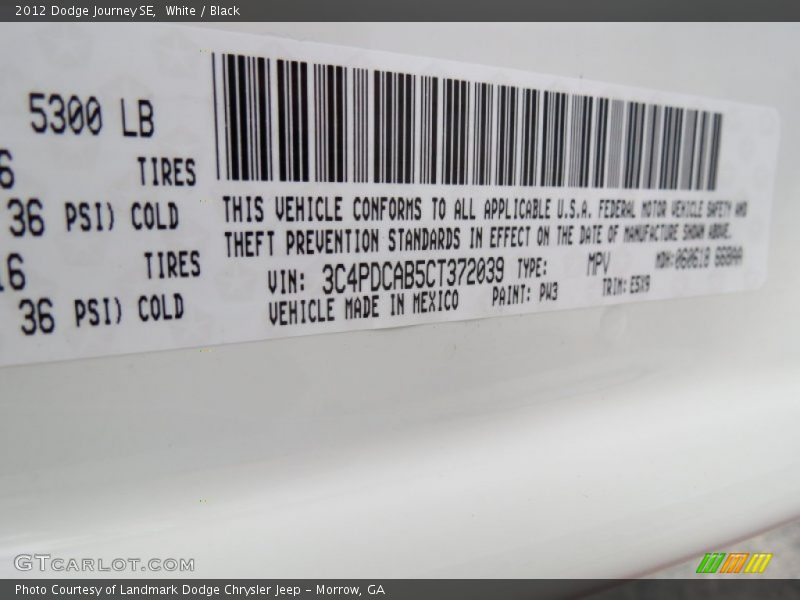 2012 Dodge Journey SE,  White / Black
5300 LB
6 TIRES
36 PSI) COLD
16 TIRES
36 PSI) COLD
THIS VEHICLE CONFORMS TO ALL APPLICABLE U.S.A. FEDERAL MOTOR VEHICLE SAFETY AND
THEFT PREVENTION STANDARDS IN EFFECT ON THE DATE OF MANUFACTURE SHOWN ABOVE.
VIN: 3C4PDCAB5CT372039 TYPE: MPV MDH:060618
VEHICLE MADE IN MEXICO PAINT: PW3 TRIM:
GTCARLOT.COM
Photo Courtesy of Landmark Dodge Chrysler Jeep – Morrow, GA